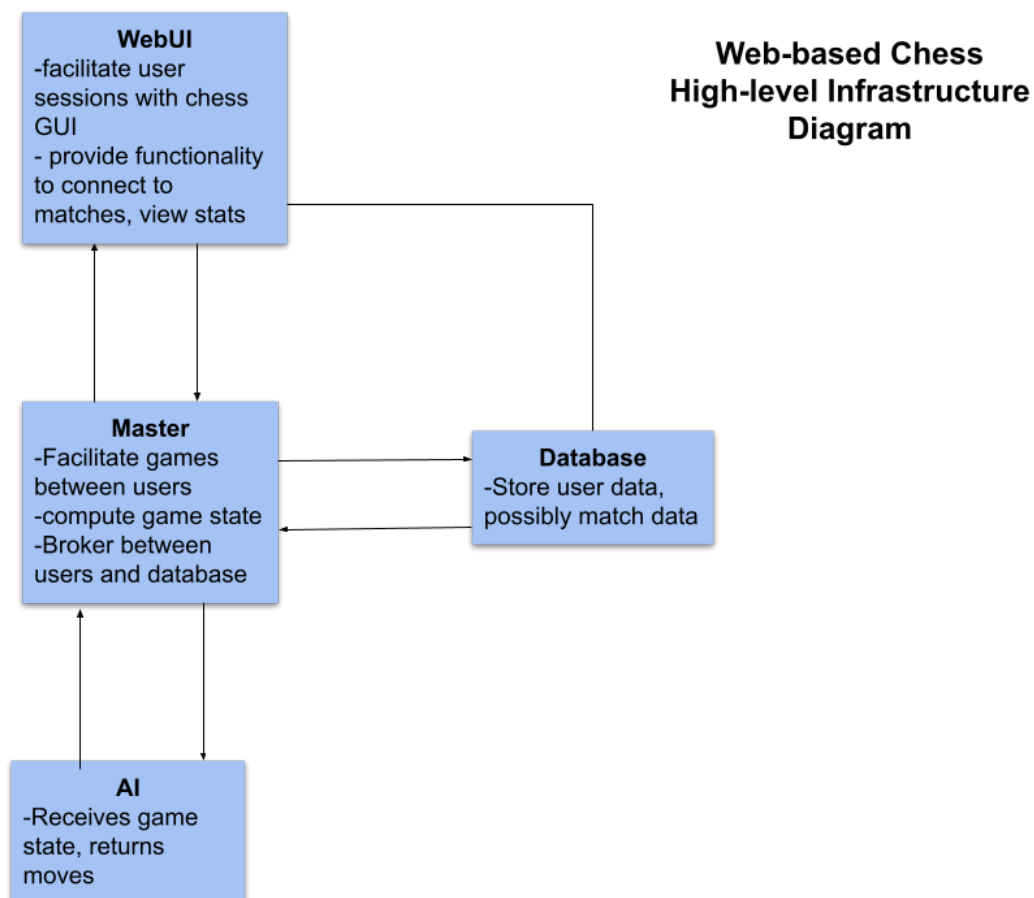 WebUI
-facilitate user
sessions with chess
GUI
- provide functionality
to connect to
matches, view stats
Web-based Chess
High-level Infrastructure
Diagram
Master
-Facilitate games
between users
-compute game state
-Broker between
users and database
Database
-Store user data,
possibly match data
AI
-Receives game
state, returns
moves